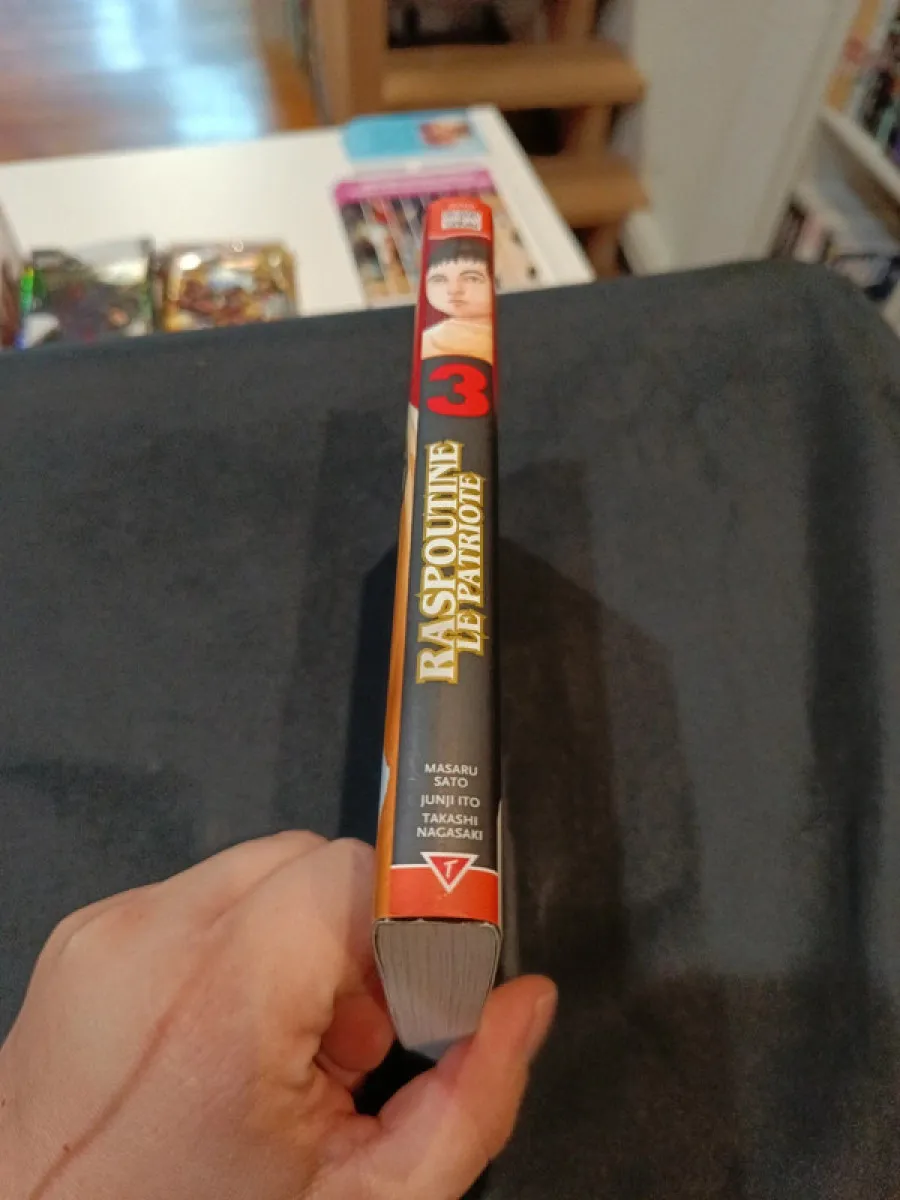 3
RASPOUTINE
LE PATRIOTE
MASARU
SATO
JUNJI ITO
TAKASHI
NAGASAKI
T